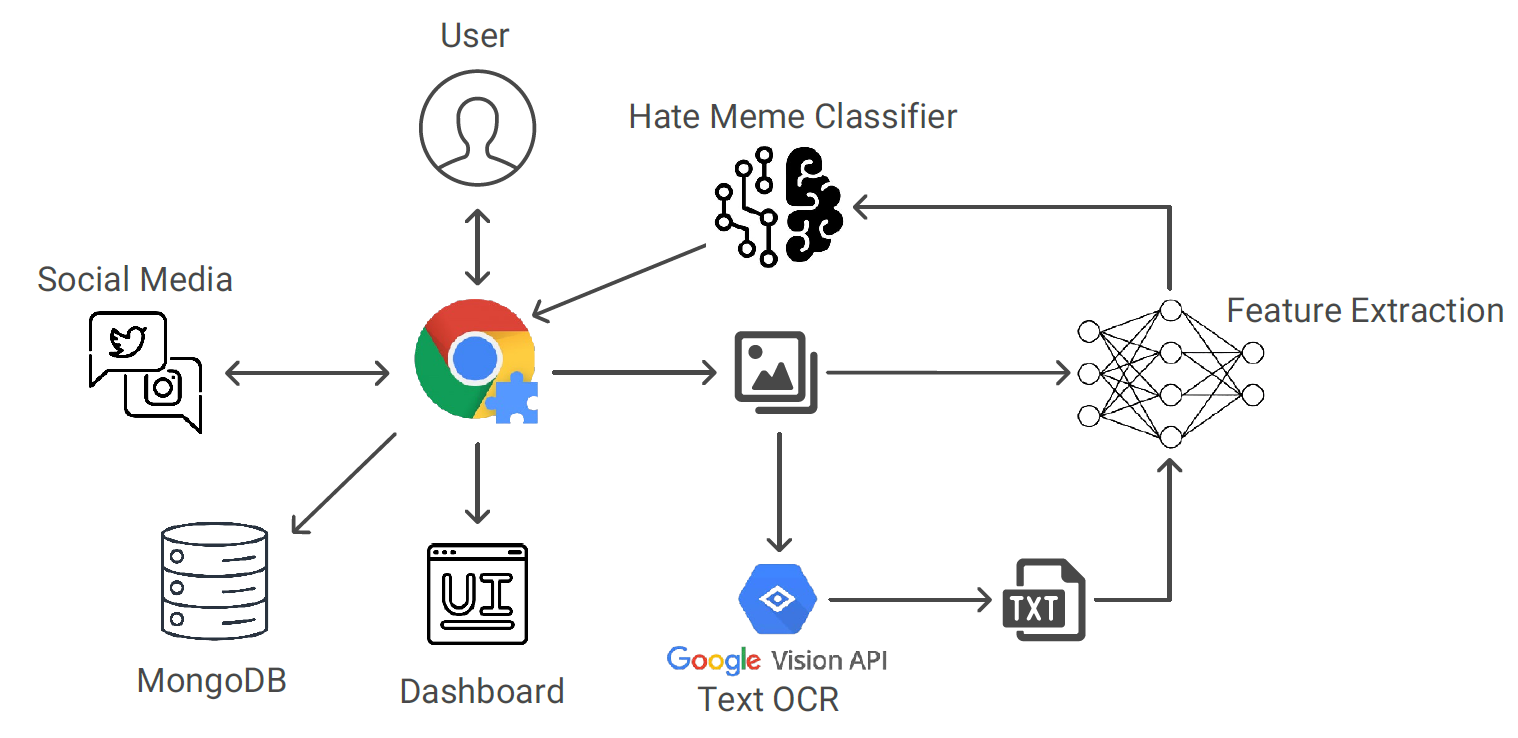 User
Hate Meme Classifier
Social Media
Feature Extraction
UI
TXT
Google Vision API
MongoDB
Dashboard
Text OCR